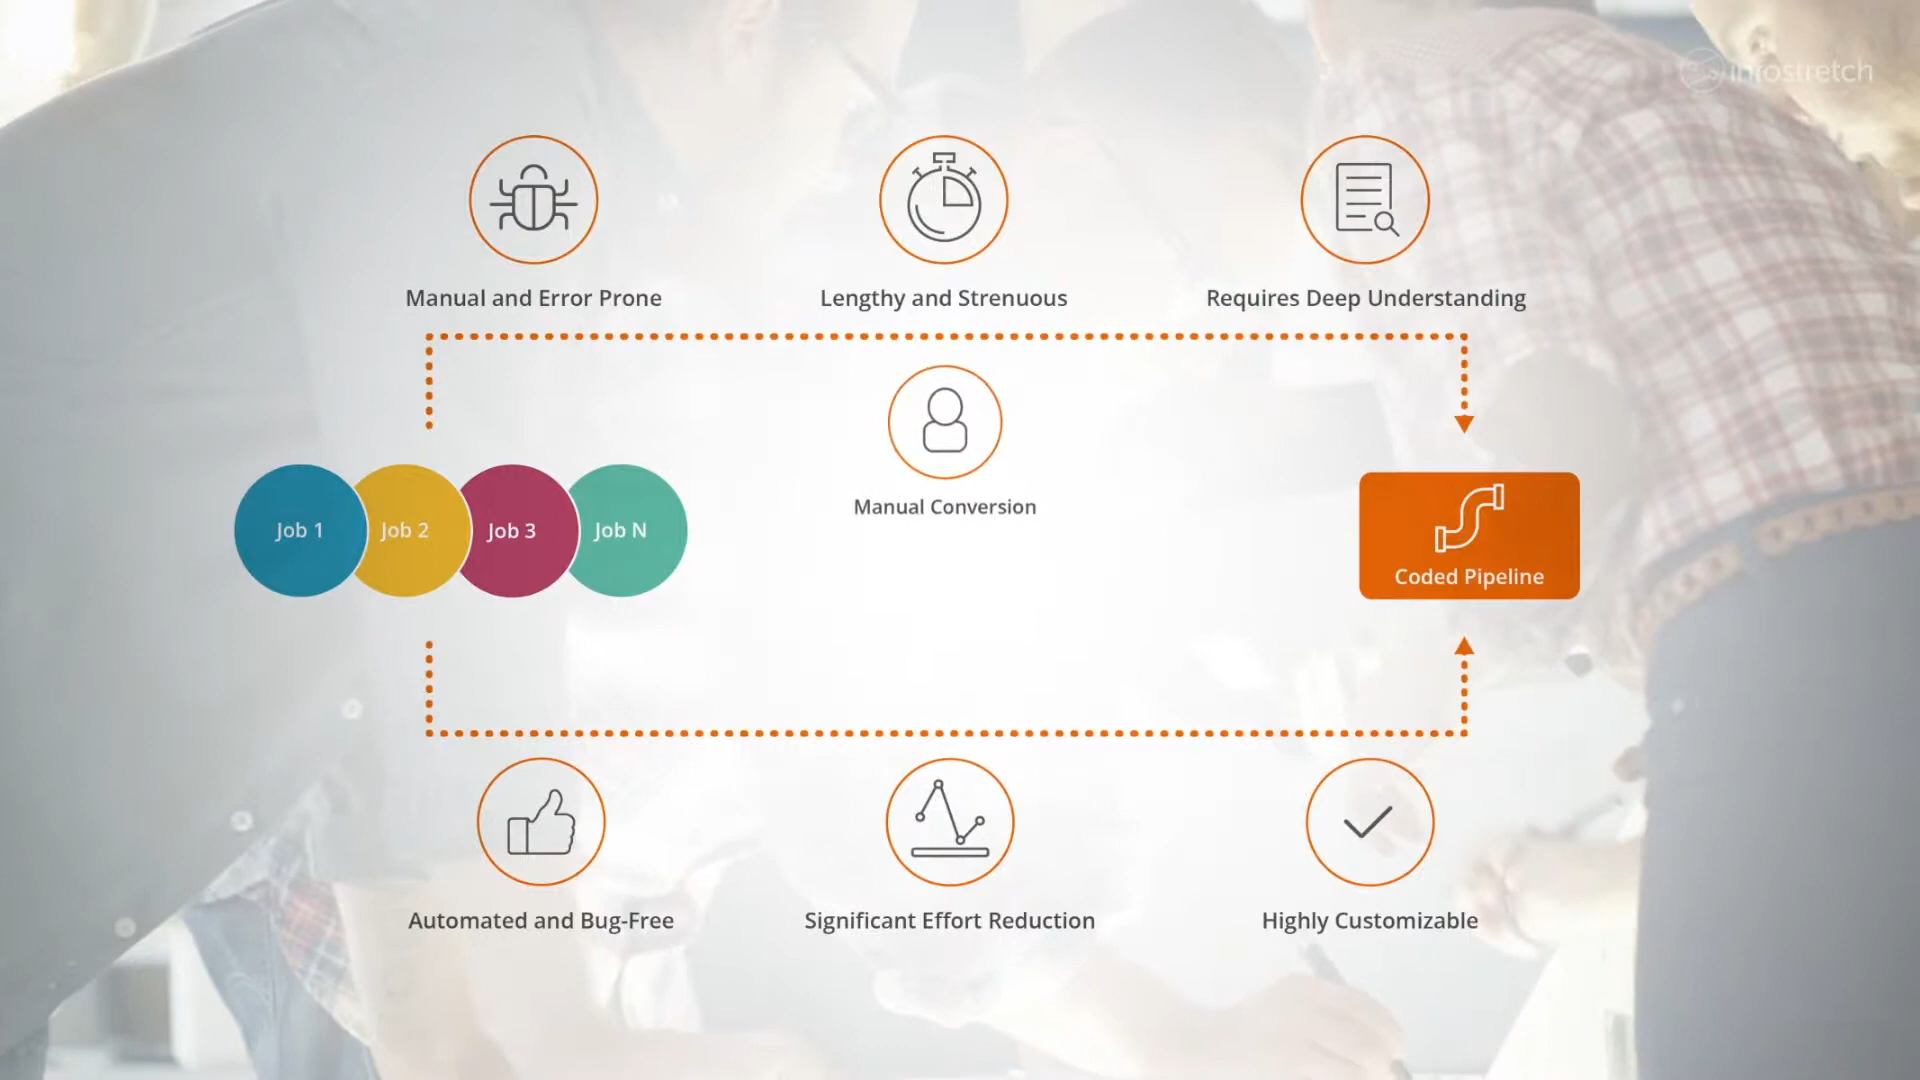 infostretch
Manual and Error Prone
Lengthy and Strenuous
Requires Deep Understanding
Manual Conversion
Job 1
Job 2
Job 3
Job N
Coded Pipeline
Automated and Bug-Free
Significant Effort Reduction
Highly Customizable